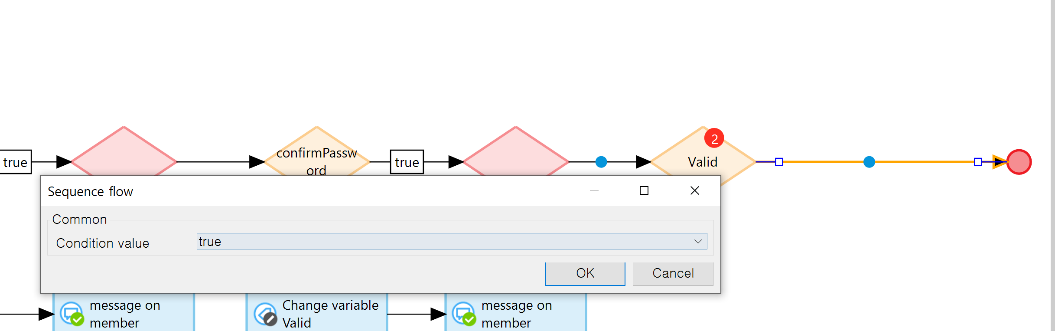 true
confirmPassw
ord
true
Valid
2
Sequence flow
Common
Condition value
true
OK
Cancel
message on
member
Change variable
Valid
message on
member